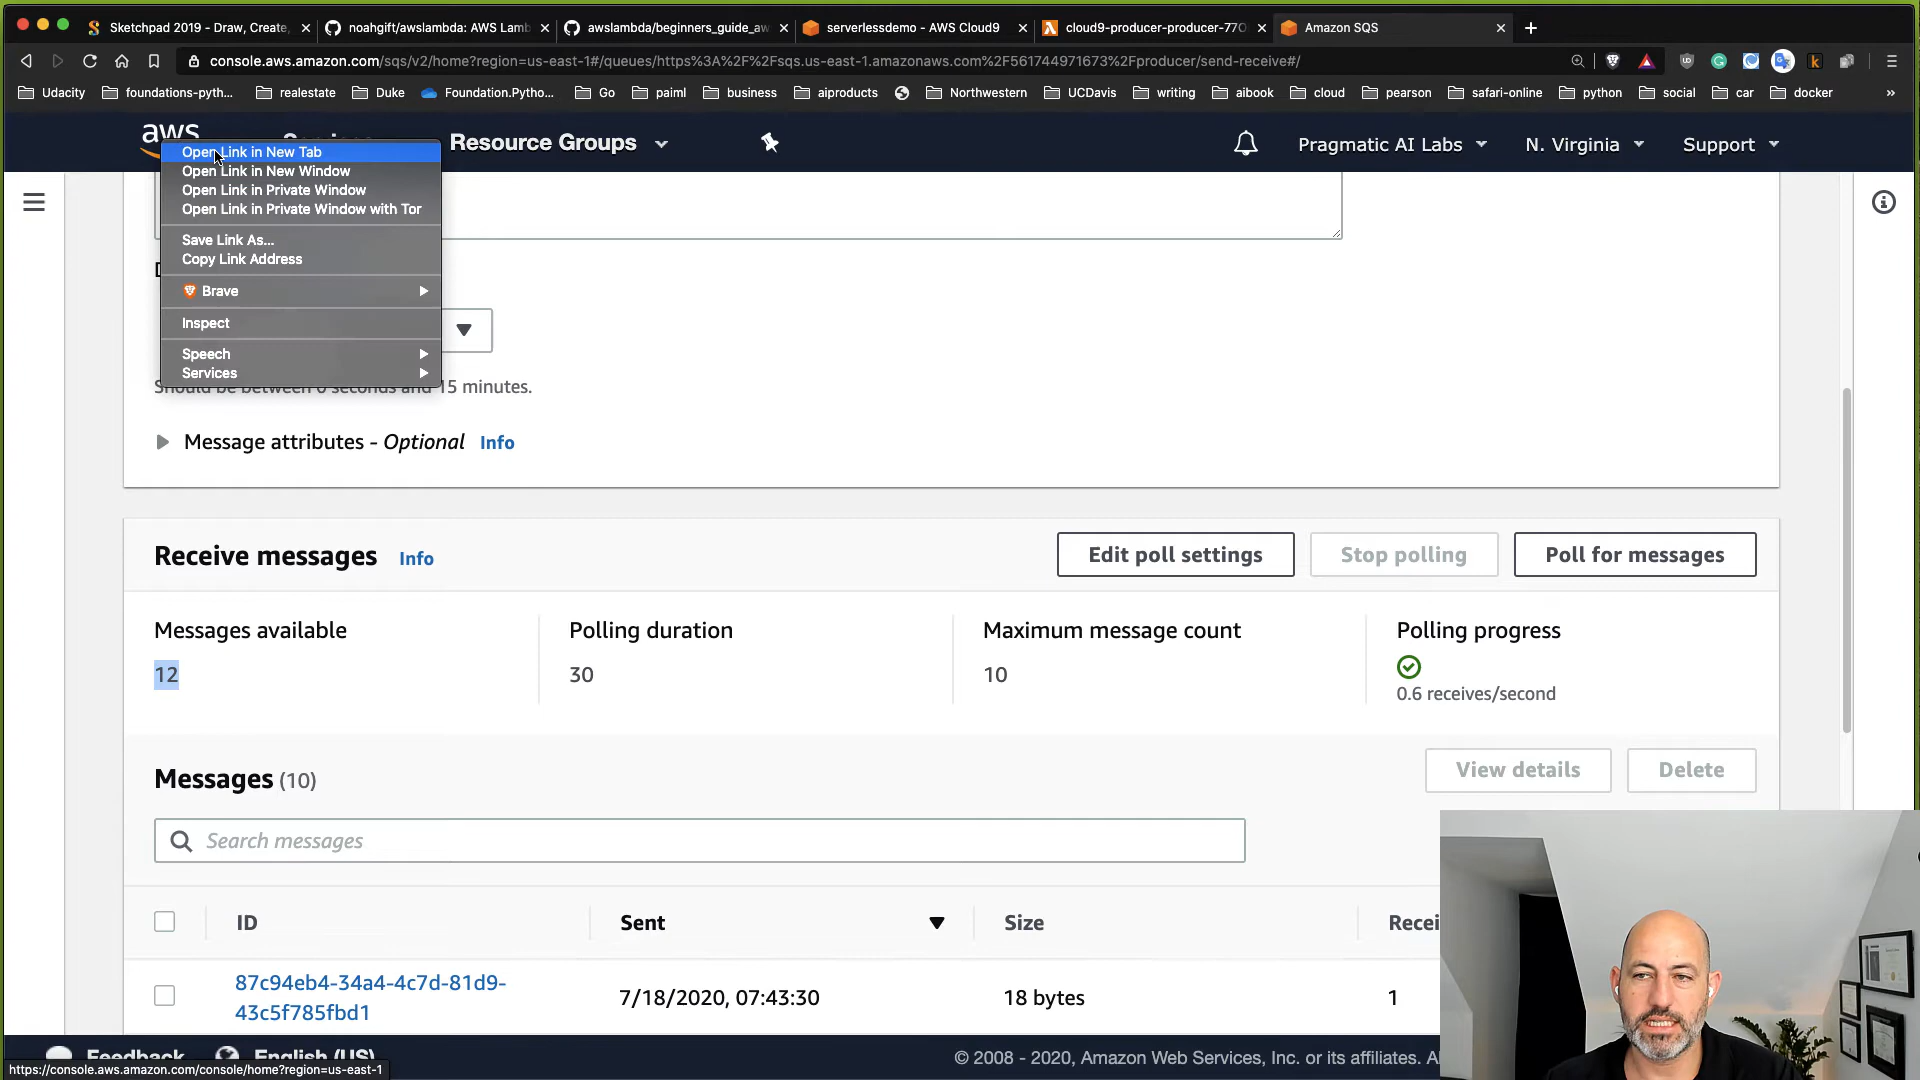 Sketchpad 2019 - Draw, Create,
noahgift/awslambda: AWS Lamb
awslambda/beginners_guide_aw
serverlessdemo - AWS Cloud9
cloud9-producer-producer-77O
Amazon SQS
console.aws.amazon.com/sqs/v2/home?region=us-east-1#/queues/https%3A%2F%2Fsqs.us-east-1.amazonaws.com%2F561744971673%2Fproducer/send-receive#/
Udacity
foundations-pyth...
realestate
Duke
Foundation.Pytho...
Go
paiml
business
aiproducts
Northwestern
UCDavis
writing
aibook
cloud
pearson
safari-online
python
social
car
docker
»
aws
Resource Groups
Pragmatic AI Labs
N. Virginia
Support
Open Link in New Tab
Open Link in New Window
Open Link in Private Window
Open Link in Private Window with Tor
Save Link As...
Copy Link Address
Brave
Inspect
Speech
Services
Should be between 0 seconds and 15 minutes.
Message attributes - Optional Info
Receive messages Info
Edit poll settings
Stop polling
Poll for messages
Messages available
12
Polling duration
30
Maximum message count
10
Polling progress
0.6 receives/second
Messages (10)
View details
Delete
Search messages
ID
Sent
Size
Recei
87c94eb4-34a4-4c7d-81d9-
43c5f785fbd1
7/18/2020, 07:43:30
18 bytes
1
Feedback
English (US)
© 2008 - 2020, Amazon Web Services, Inc. or its affiliates. A
https://console.aws.amazon.com/console/home?region=us-east-1